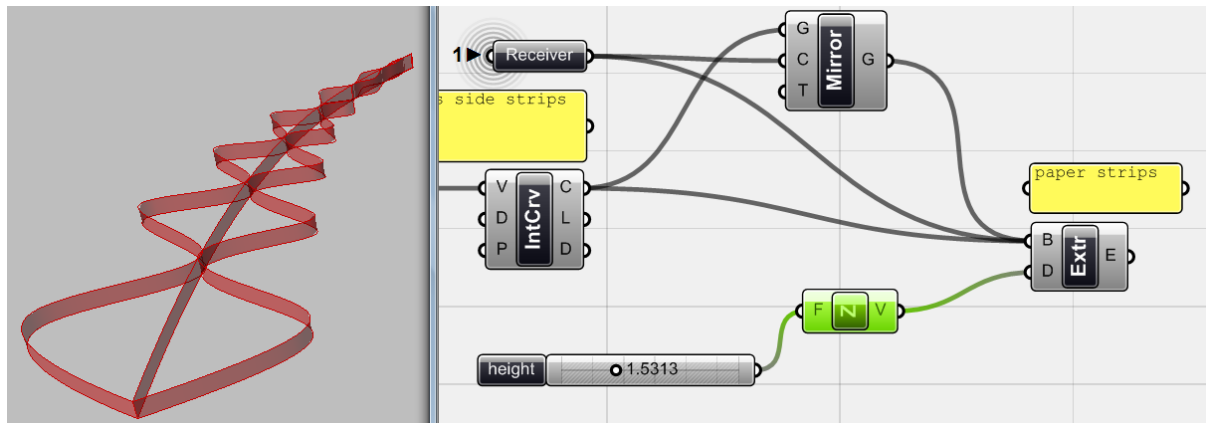 1
Receiver
G
C
T
Mirror
G
s side strips
V
D
P
IntCrv
C
L
D
paper strips
B
D
Extr
E
F
Z
V
height
1.5313